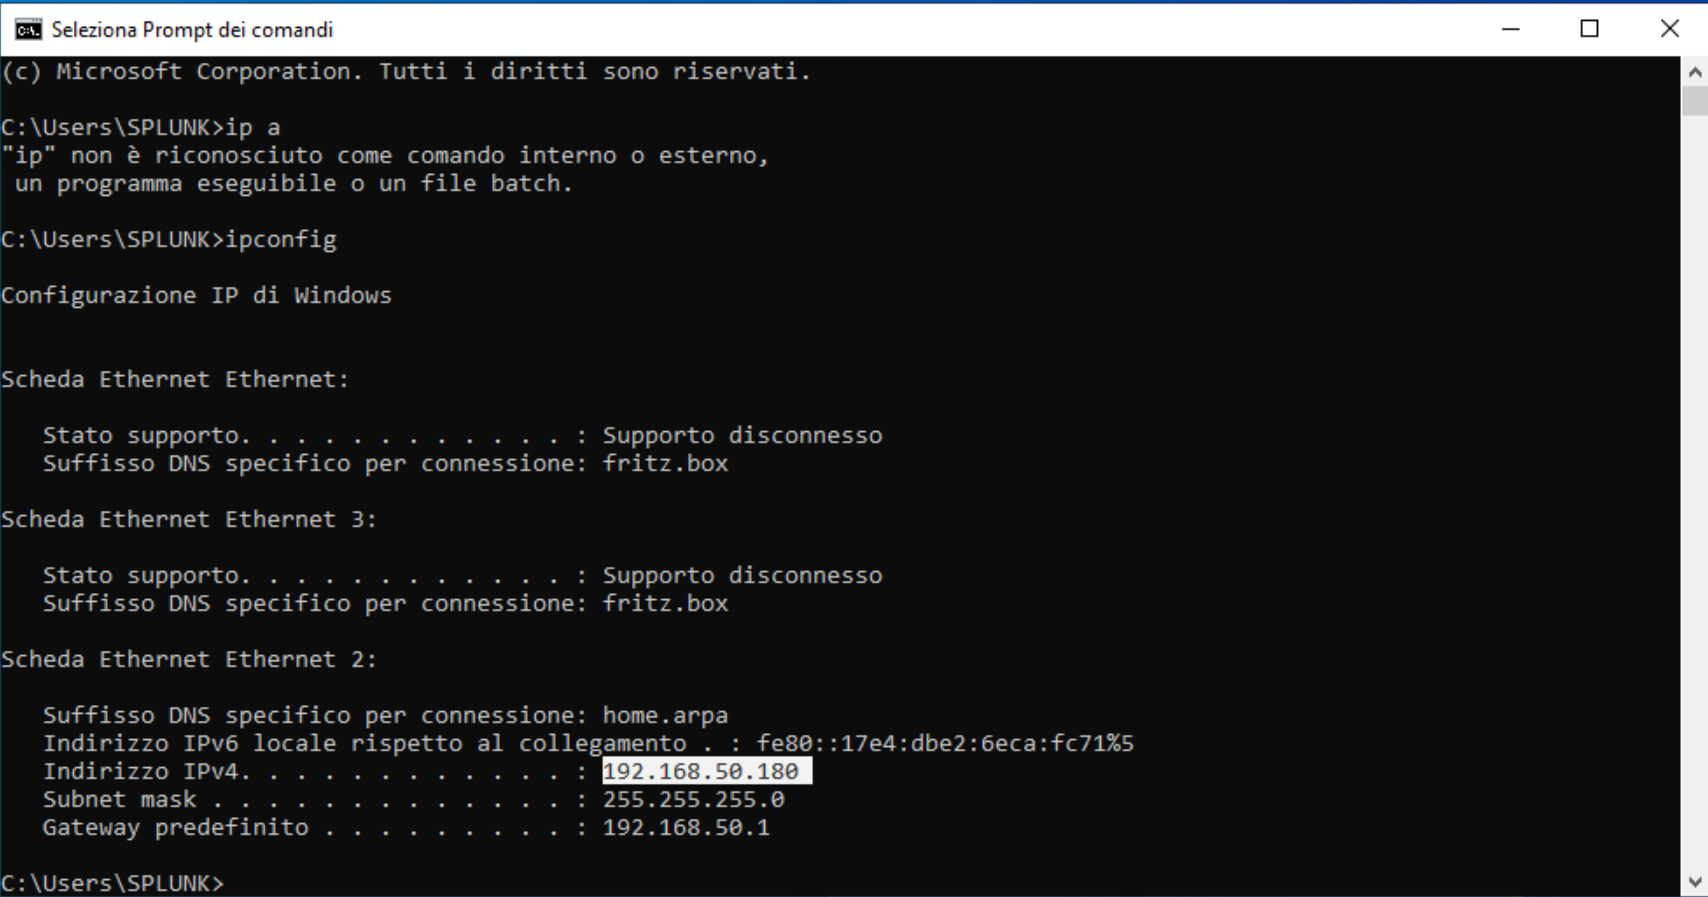 Seleziona Prompt dei comandi
(c) Microsoft Corporation. Tutti i diritti sono riservati.
C:\Users\SPLUNK>ip a
"ip" non è riconosciuto come comando interno o esterno,
 un programma eseguibile o un file batch.
C:\Users\SPLUNK>ipconfig
Configurazione IP di Windows
Scheda Ethernet Ethernet:
   Stato supporto. . . . . . . . . . . . : Supporto disconnesso
   Suffisso DNS specifico per connessione: fritz.box
Scheda Ethernet Ethernet 3:
   Stato supporto. . . . . . . . . . . . : Supporto disconnesso
   Suffisso DNS specifico per connessione: fritz.box
Scheda Ethernet Ethernet 2:
   Suffisso DNS specifico per connessione: home.arpa
   Indirizzo IPv6 locale rispetto al collegamento . : fe80::17e4:dbe2:6eca:fc71%5
   Indirizzo IPv4. . . . . . . . . . . . : 192.168.50.180
   Subnet mask . . . . . . . . . . . . . : 255.255.255.0
   Gateway predefinito . . . . . . . . . : 192.168.50.1
C:\Users\SPLUNK>